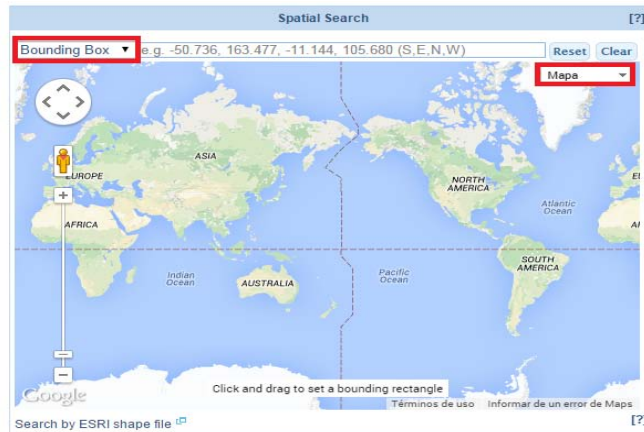 Spatial Search [?]
Bounding Box ▼ e.g. -50.736, 163.477, -11.144, 105.680 (S,E,N,W) Reset Clear
Mapa
ASIA
EUROPE
NORTH
AMERICA
Atlantic
Ocean
AFRICA
SOUTH
AMERICA
Indian
Ocean
Pacific
Ocean
AUSTRALIA
Click and drag to set a bounding rectangle
Google
Términos de uso Informar de un error de Maps
Search by ESRI shape file [?]